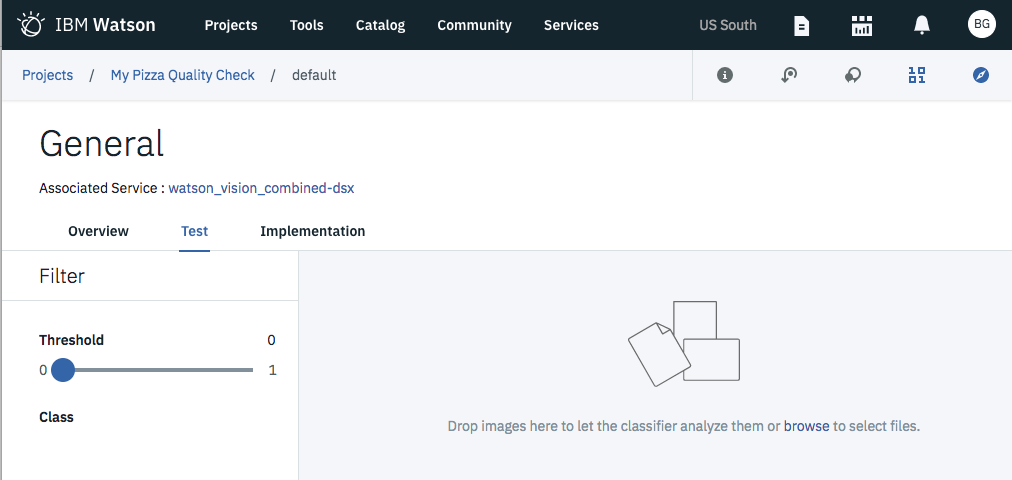 IBM Watson Projects Tools Catalog Community Services US South BG
Projects / My Pizza Quality Check / default
General
Associated Service : watson_vision_combined-dsx
Overview Test Implementation
Filter
Threshold 0
0 1
Class
Drop images here to let the classifier analyze them or browse to select files.